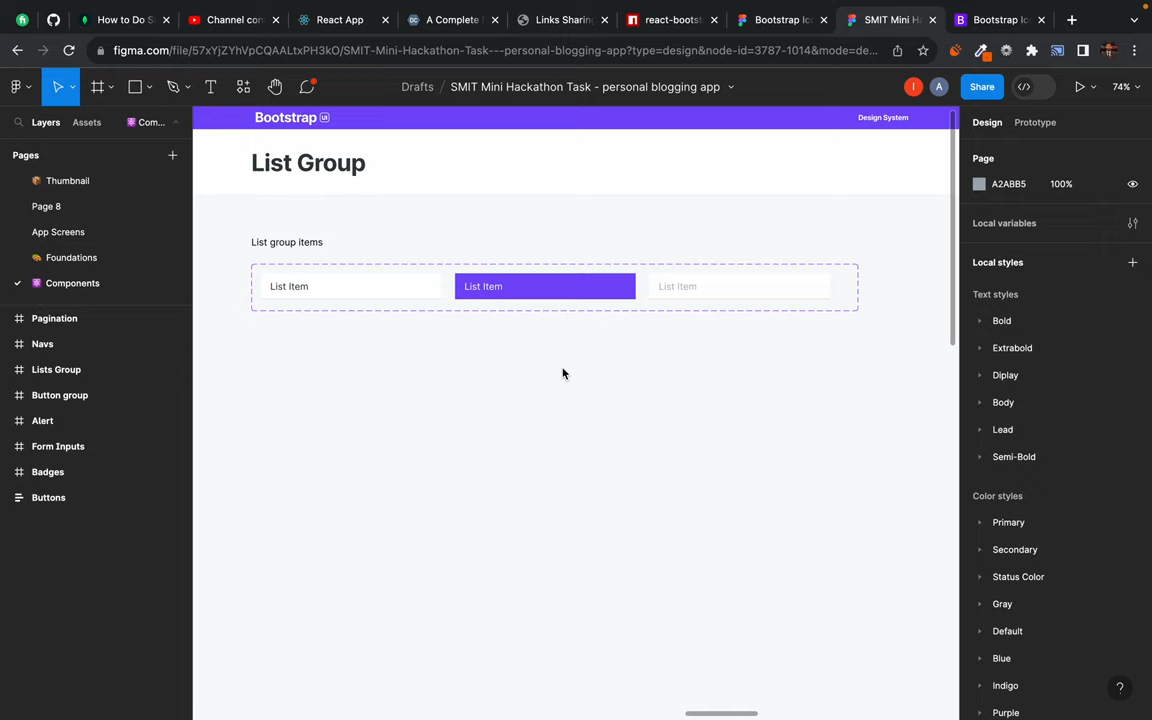 How to Do S
Channel con
React App
A Complete
Links Sharin
react-boots
Bootstrap Ic
SMIT Mini H
Bootstrap Ic
figma.com/file/57xYjZYhVpCQAALtxPH3kO/SMIT-Mini-Hackathon-Task---personal-blogging-app?type=design&node-id=3787-1014&mode=de...
Drafts / SMIT Mini Hackathon Task - personal blogging app
I
A
Share
74%
Layers
Assets
Com...
Pages
Thumbnail
Page 8
App Screens
Foundations
Components
Pagination
Navs
Lists Group
Button group
Alert
Form Inputs
Badges
Buttons
Bootstrap UI
Design System
List Group
List group items
List Item
List Item
List Item
Design
Prototype
Page
A2ABB5
100%
Local variables
Local styles
Text styles
Bold
Extrabold
Diplay
Body
Lead
Semi-Bold
Color styles
Primary
Secondary
Status Color
Gray
Default
Blue
Indigo
Purple
?